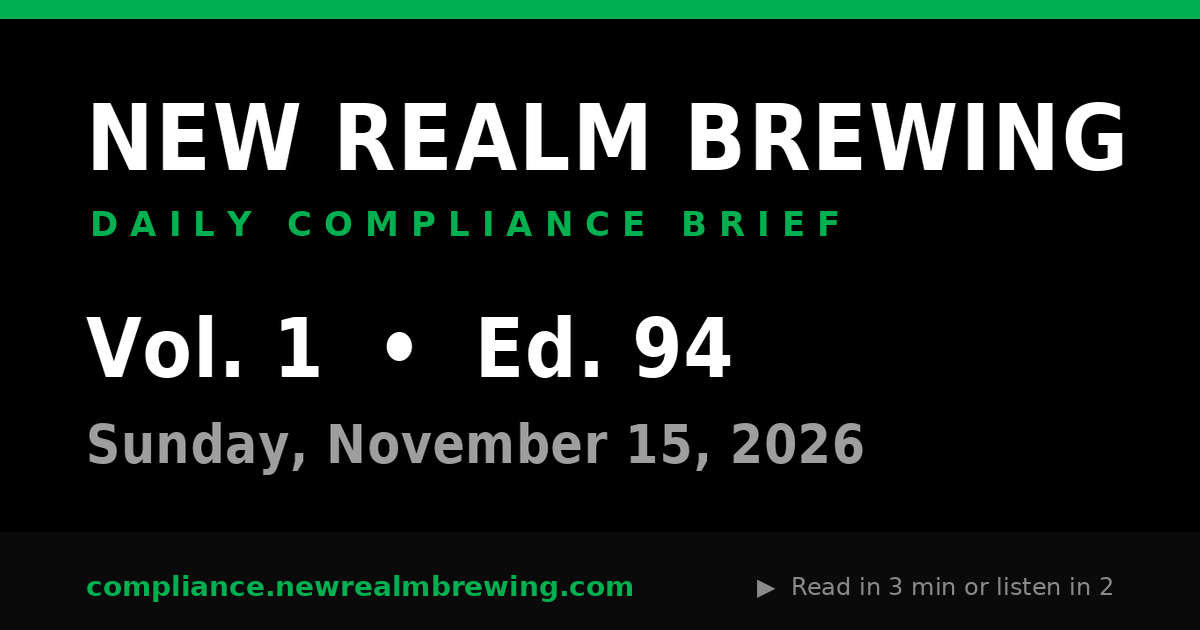 NEW REALM BREWING
DAILY COMPLIANCE BRIEF
Vol. 1 • Ed. 94
Sunday, November 15, 2026
compliance.newrealmbrewing.com
▶ Read in 3 min or listen in 2